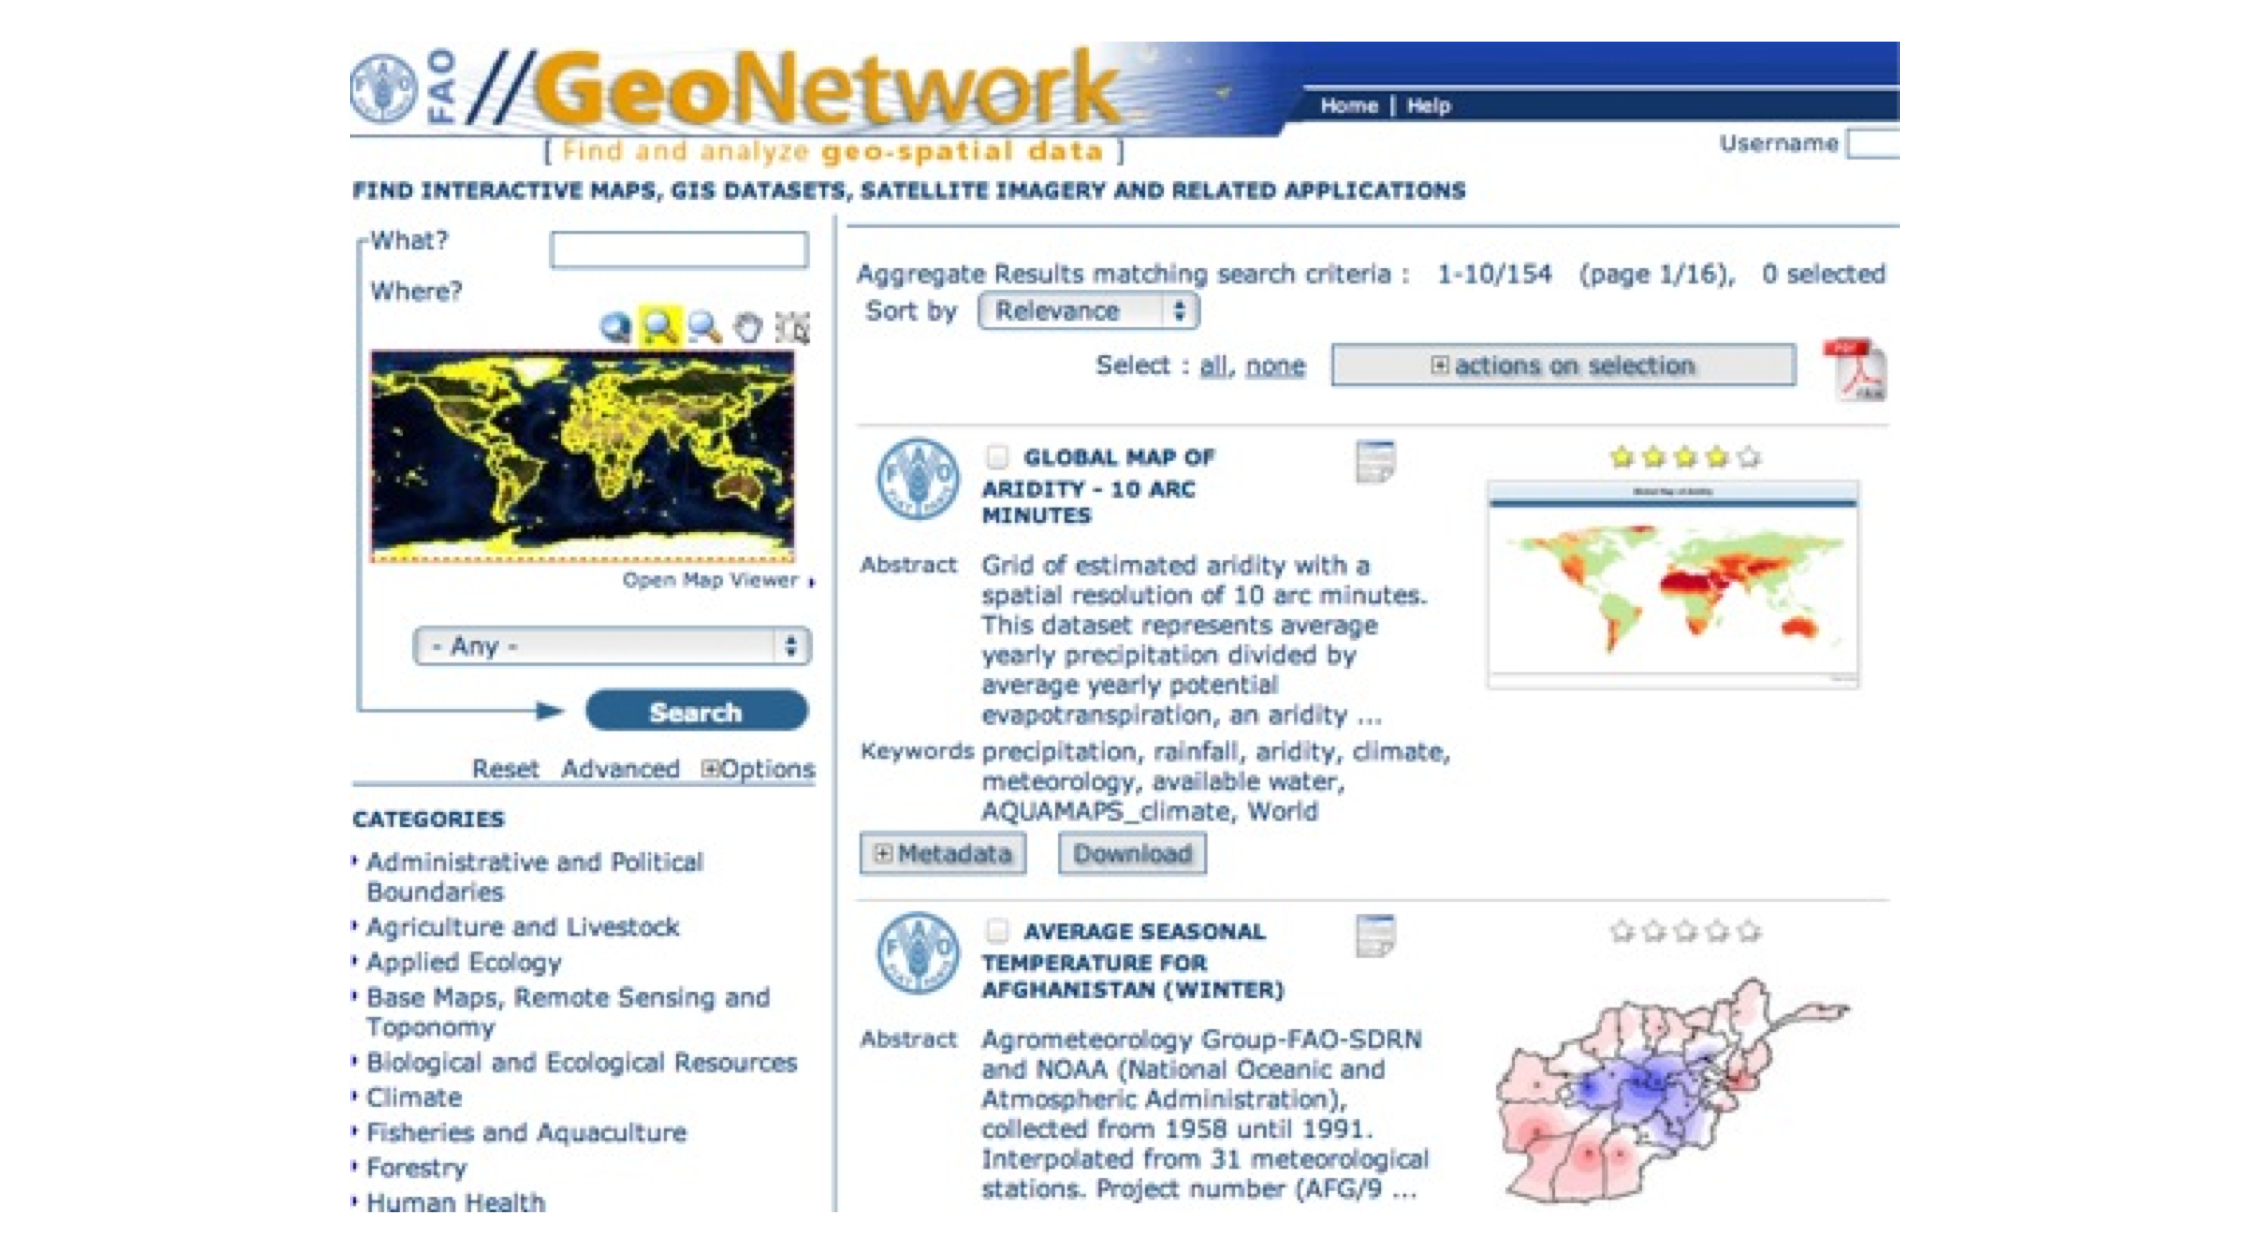 FAO //GeoNetwork
Home | Help
[ Find and analyze geo-spatial data ]
Username
FIND INTERACTIVE MAPS, GIS DATASETS, SATELLITE IMAGERY AND RELATED APPLICATIONS
What?
Where?
Open Map Viewer
- Any -
Search
Reset Advanced Options
CATEGORIES
Administrative and Political
Boundaries
Agriculture and Livestock
Applied Ecology
Base Maps, Remote Sensing and
Toponomy
Biological and Ecological Resources
Climate
Fisheries and Aquaculture
Forestry
Human Health
Aggregate Results matching search criteria : 1-10/154 (page 1/16), 0 selected
Sort by Relevance
Select : all, none actions on selection
PDF
GLOBAL MAP OF
ARIDITY - 10 ARC
MINUTES
Global Map of Aridity
Abstract Grid of estimated aridity with a
spatial resolution of 10 arc minutes.
This dataset represents average
yearly precipitation divided by
average yearly potential
evapotranspiration, an aridity ...
Keywords precipitation, rainfall, aridity, climate,
meteorology, available water,
AQUAMAPS_climate, World
Metadata Download
AVERAGE SEASONAL
TEMPERATURE FOR
AFGHANISTAN (WINTER)
Abstract Agrometeorology Group-FAO-SDRN
and NOAA (National Oceanic and
Atmospheric Administration),
collected from 1958 until 1991.
Interpolated from 31 meteorological
stations. Project number (AFG/9 ...